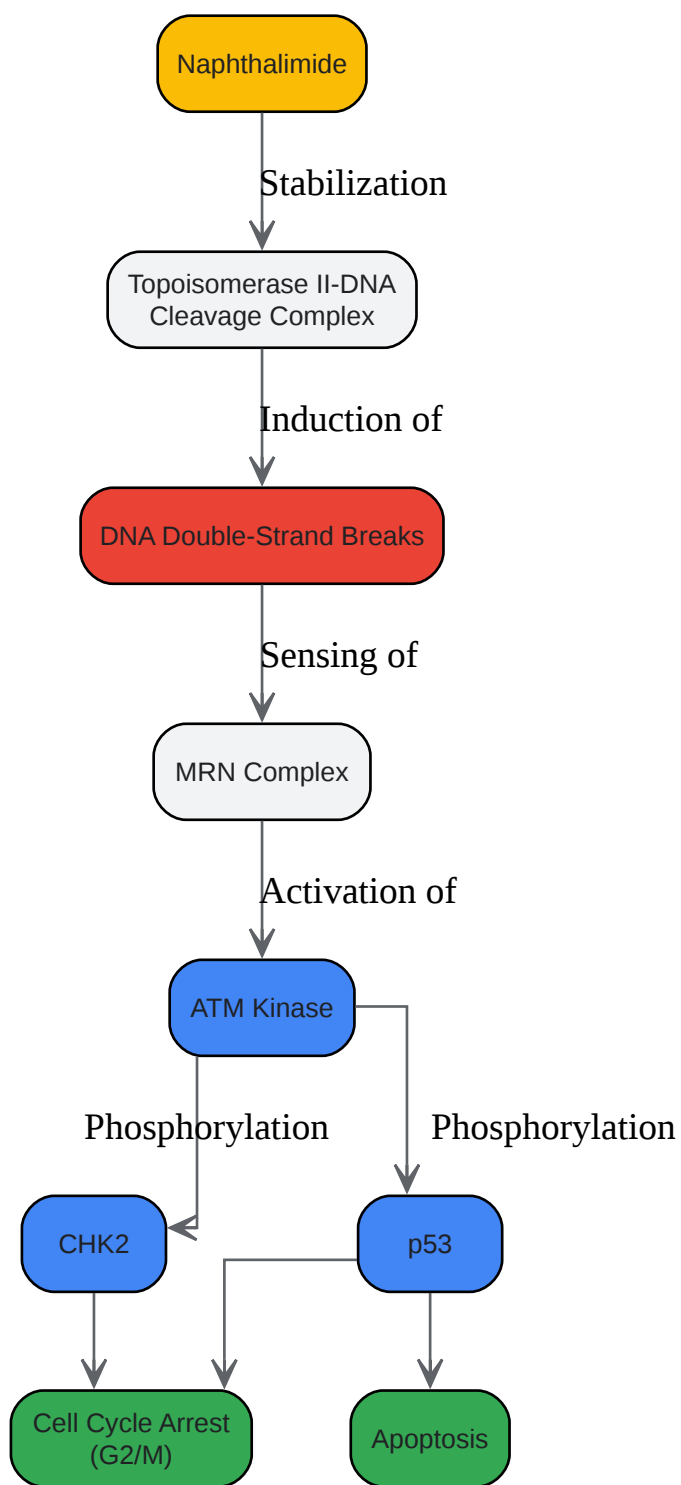 Naphthalimide
Stabilization
Topoisomerase II-DNA
Cleavage Complex
Induction of
DNA Double-Strand Breaks
Sensing of
MRN Complex
Activation of
ATM Kinase
Phosphorylation
Phosphorylation
CHK2
p53
Cell Cycle Arrest
(G2/M)
Apoptosis